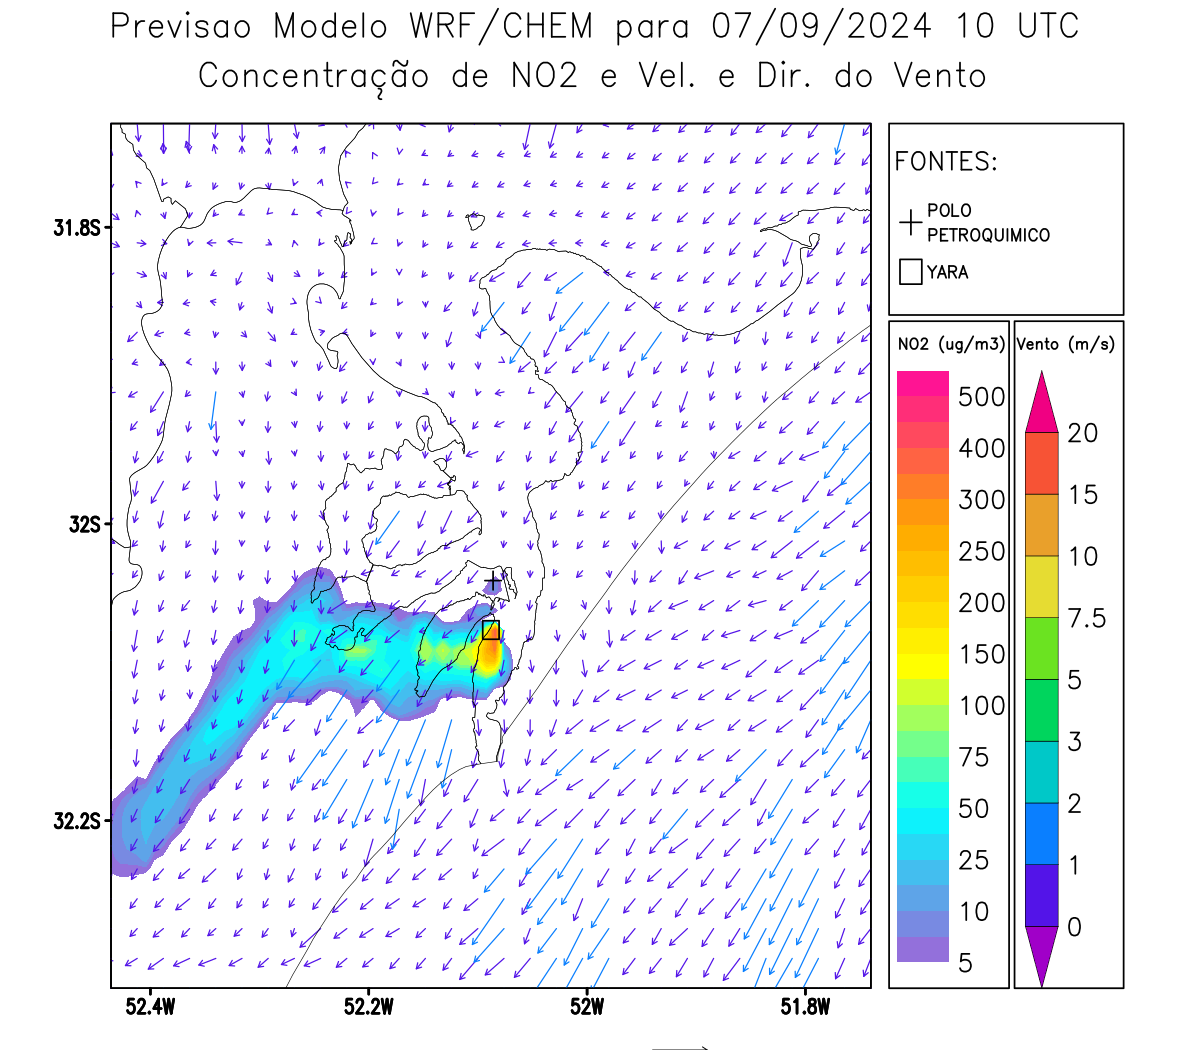 Previsao Modelo WRF/CHEM para 07/09/2024 10 UTC
Concentração de NO2 e Vel. e Dir. do Vento
FONTES:
POLO
PETROQUIMICO
YARA
NO2 (ug/m3)
500
400
300
250
200
150
100
75
50
25
10
5
Vento (m/s)
20
15
10
7.5
5
3
2
1
0
31.8S
32S
32.2S
52.4W
52.2W
52W
51.8W